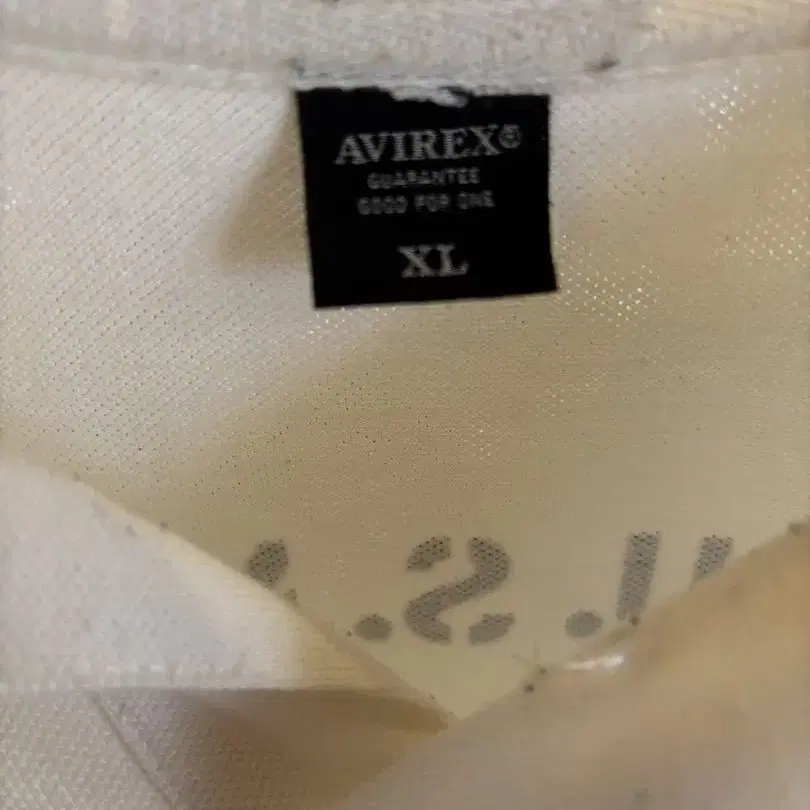 AVIREX®
GUARANTEE
GOOD FOR ONE
XL
U.S.